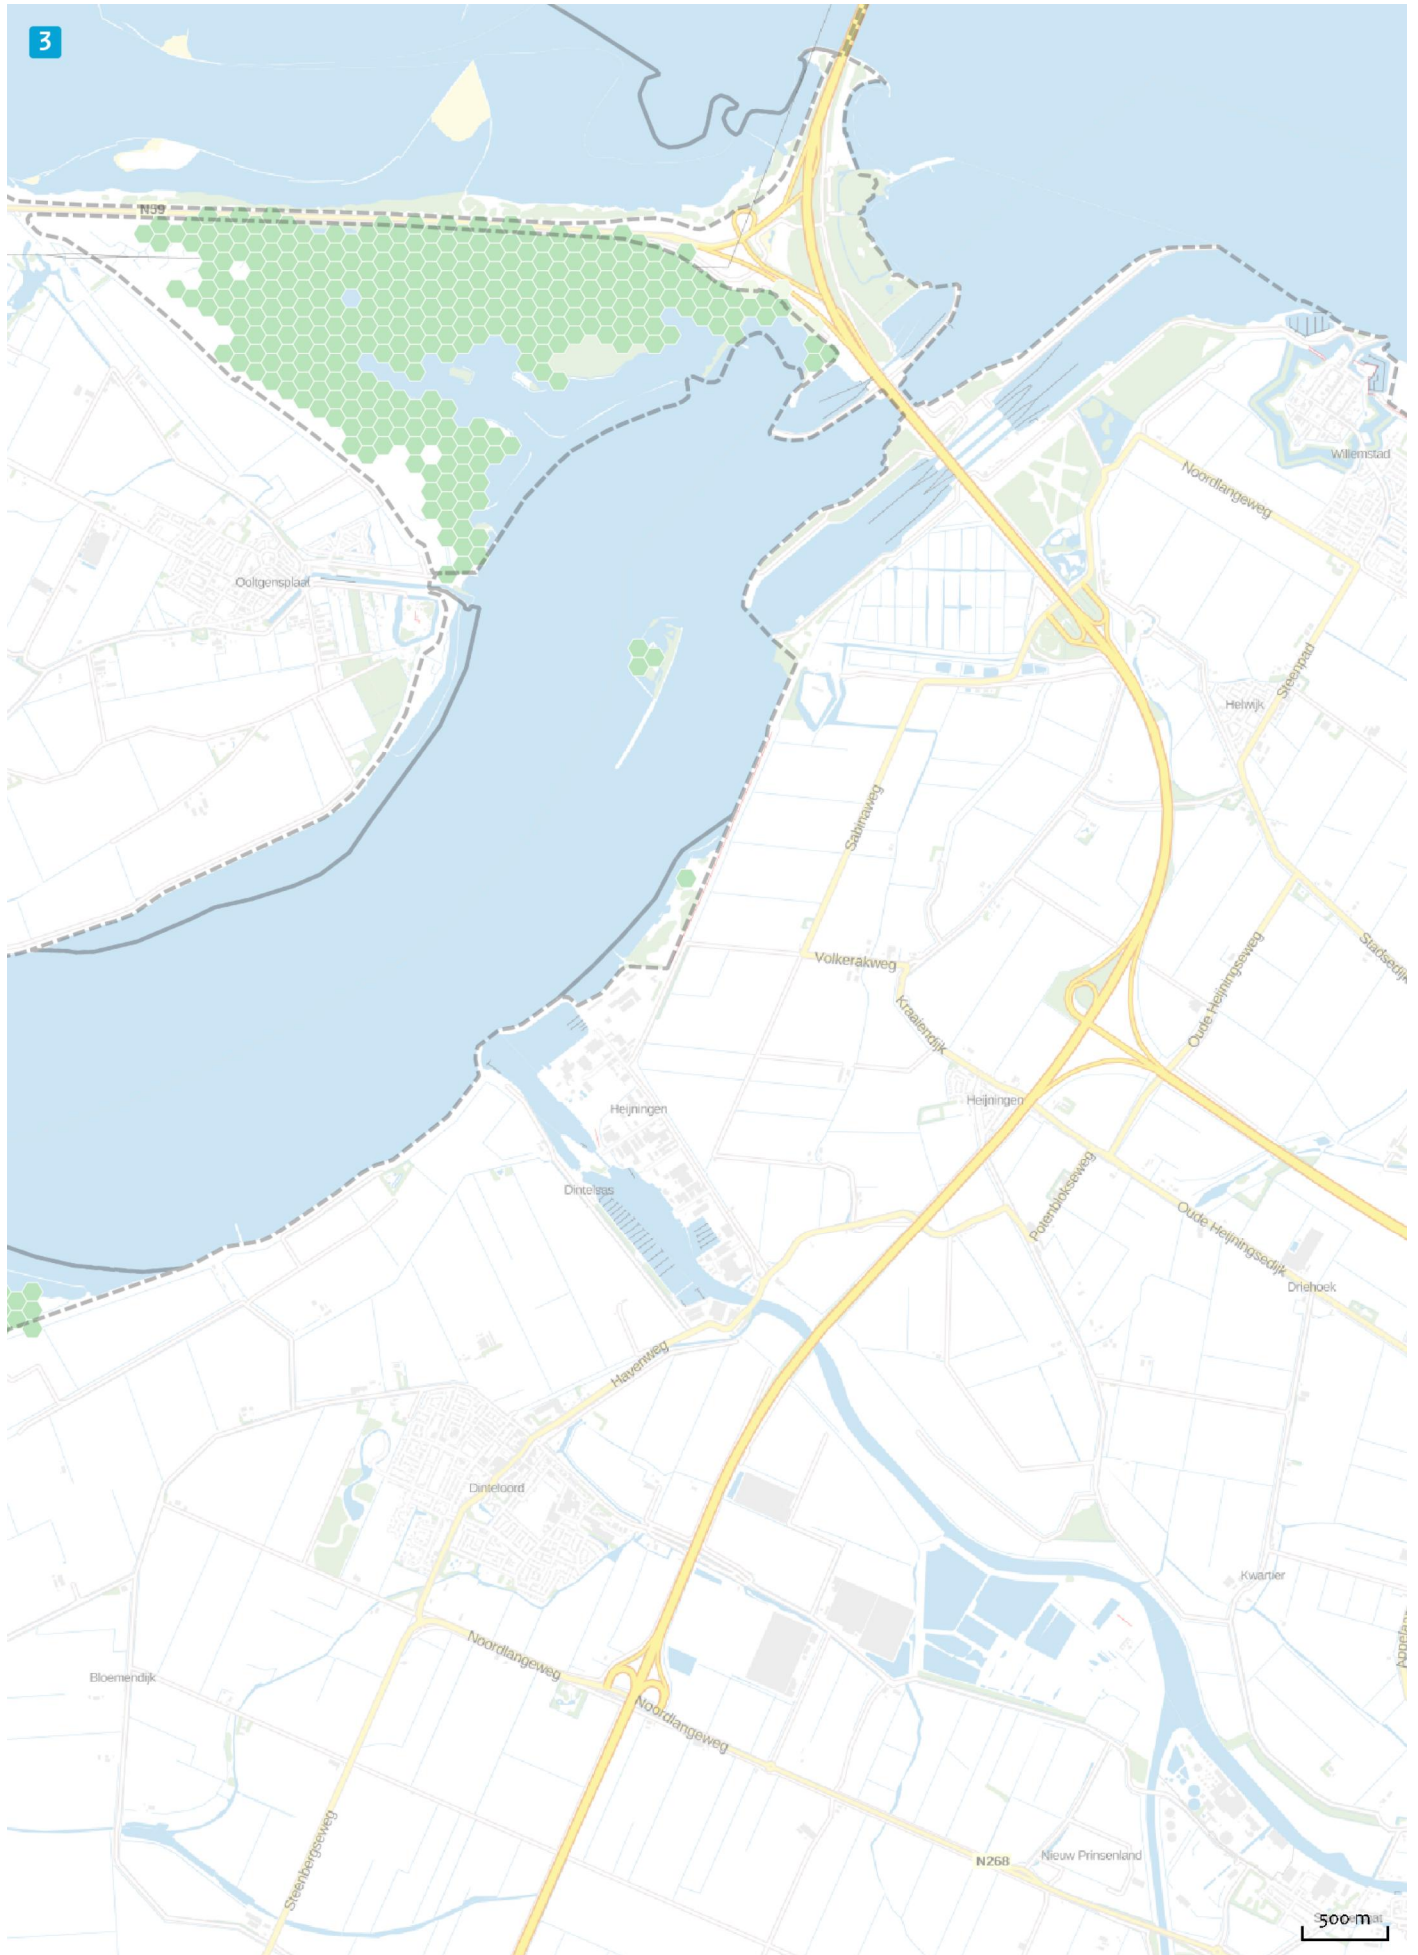 3
N59
Willemstad
Noordlangeweg
Ooltgensplaat
Steenpad
Helwijk
Sabinaweg
Stadsedijk
Volkerakweg
Oude Heijningseweg
Kraaiendijk
Heijningen
Heijningen
Potenblokseweg
Dintelsas
Oude Heijningsedijk
Driehoek
Havenweg
Dinteloord
Kwartier
Noordlangeweg
Bloemendijk
Noordlangeweg
Steenbergseweg
N268
Nieuw Prinsenland
500 m